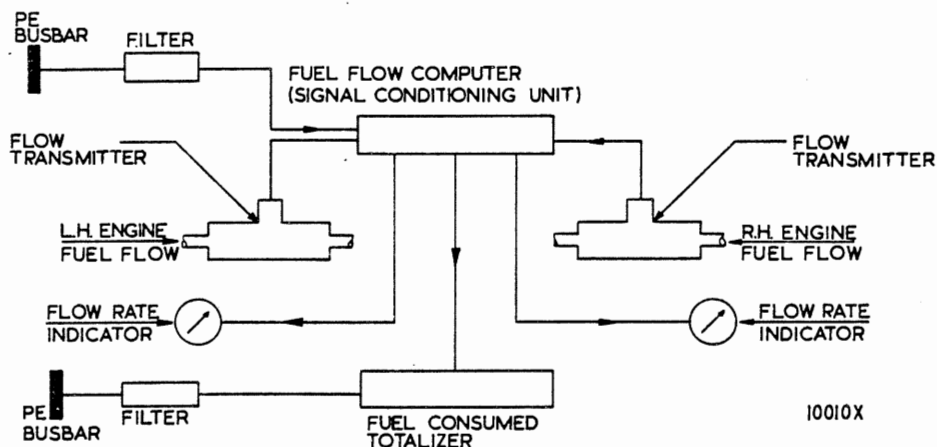 PE
BUSBAR
FILTER
FUEL FLOW COMPUTER
(SIGNAL CONDITIONING UNIT)
FLOW
TRANSMITTER
FLOW
TRANSMITTER
L.H. ENGINE
FUEL FLOW
R.H. ENGINE
FUEL FLOW
FLOW RATE
INDICATOR
FLOW RATE
INDICATOR
PE
BUSBAR
FILTER
FUEL CONSUMED
TOTALIZER
10010X